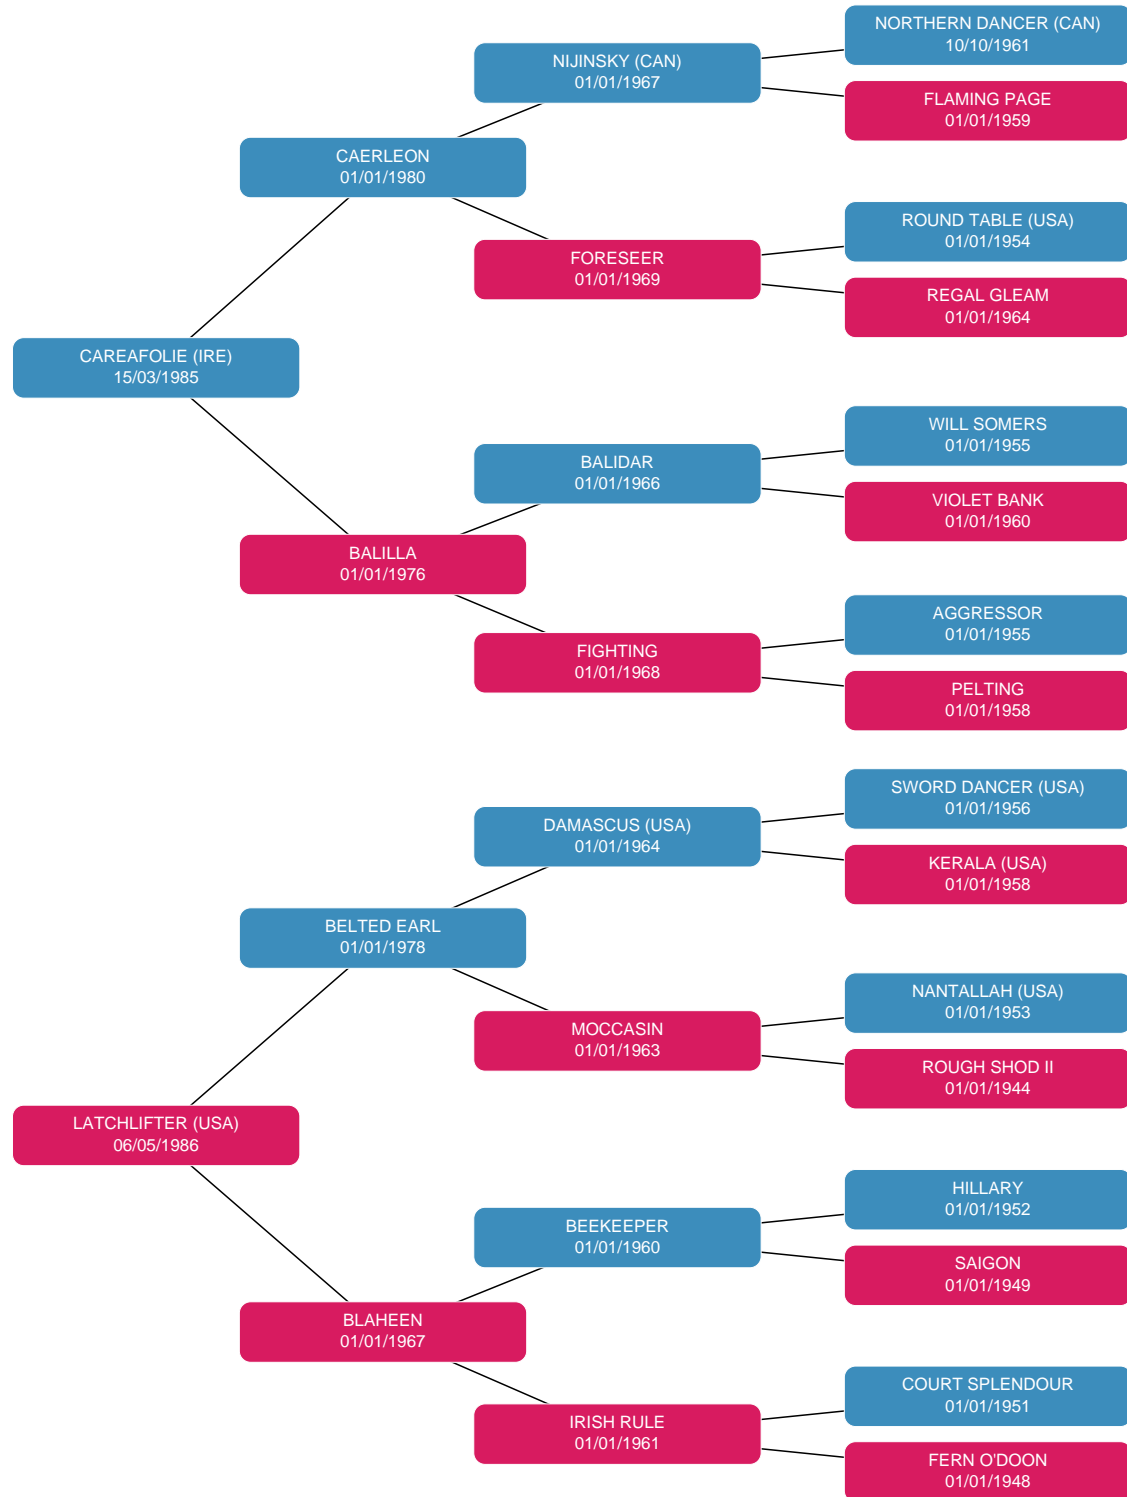 NORTHERN DANCER (CAN)
10/10/1961
NIJINSKY (CAN)
01/01/1967
FLAMING PAGE
01/01/1959
CAERLEON
01/01/1980
ROUND TABLE (USA)
01/01/1954
FORESEER
01/01/1969
REGAL GLEAM
01/01/1964
CAREAFOLIE (IRE)
15/03/1985
WILL SOMERS
01/01/1955
BALIDAR
01/01/1966
VIOLET BANK
01/01/1960
BALILLA
01/01/1976
AGGRESSOR
01/01/1955
FIGHTING
01/01/1968
PELTING
01/01/1958
SWORD DANCER (USA)
01/01/1956
DAMASCUS (USA)
01/01/1964
KERALA (USA)
01/01/1958
BELTED EARL
01/01/1978
NANTALLAH (USA)
01/01/1953
MOCCASIN
01/01/1963
ROUGH SHOD II
01/01/1944
LATCHLIFTER (USA)
06/05/1986
HILLARY
01/01/1952
BEEKEEPER
01/01/1960
SAIGON
01/01/1949
BLAHEEN
01/01/1967
COURT SPLENDOUR
01/01/1951
IRISH RULE
01/01/1961
FERN O'DOON
01/01/1948